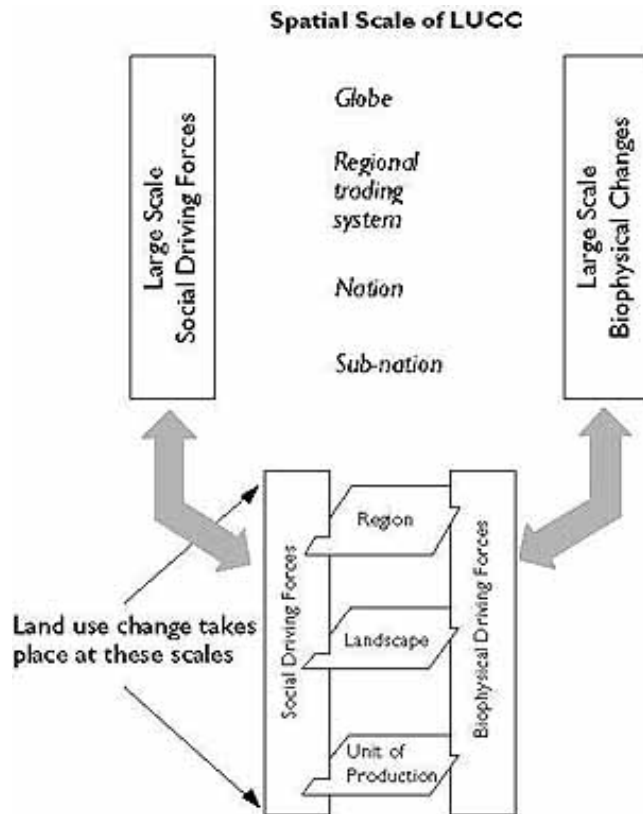 Spatial Scale of LUCC
Large Scale
Social Driving Forces
Globe
Regional
trading
system
Nation
Sub-nation
Large Scale
Biophysical Changes
Land use change takes
place at these scales
Social Driving Forces
Region
Landscape
Unit of
Production
Biophysical Driving Forces